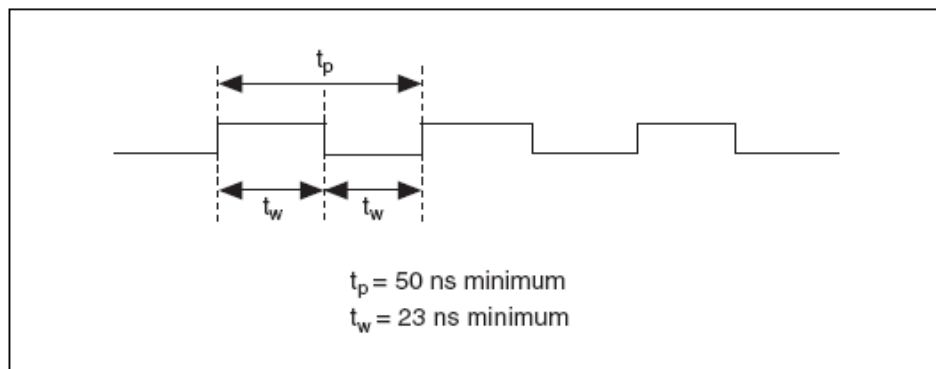 tp
tw tw
tp = 50 ns minimum
tw = 23 ns minimum